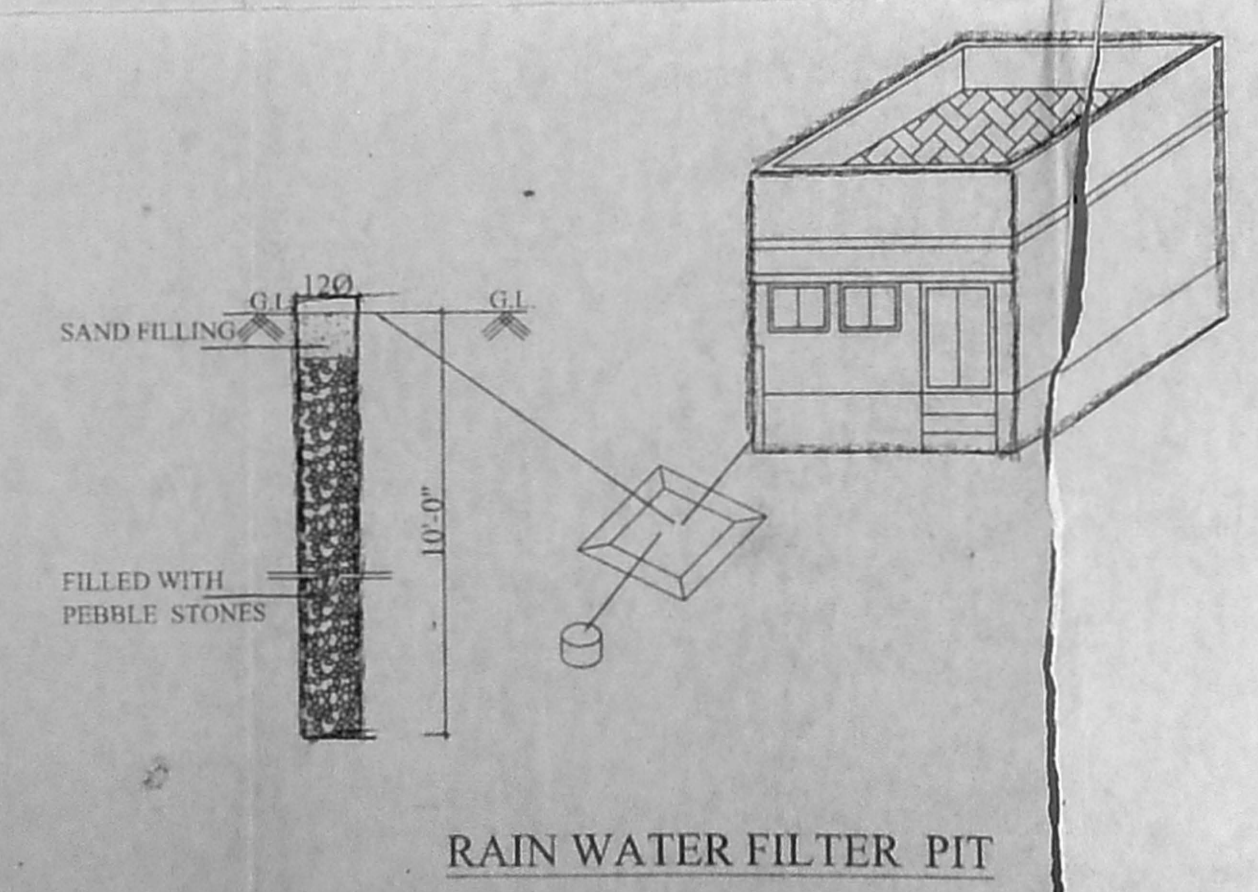 12Ø
G.L.
G.L.
SAND FILLING
10'-0"
FILLED WITH
PEBBLE STONES
RAIN WATER FILTER PIT